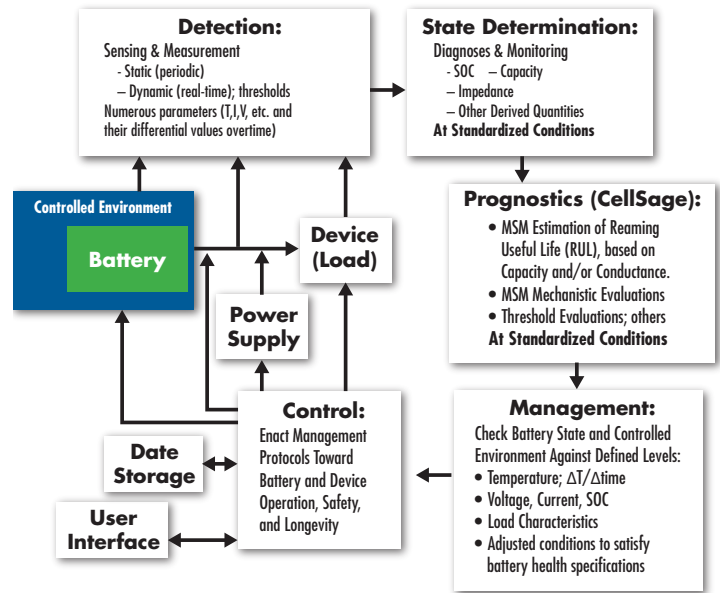 Detection:
Sensing & Measurement
- Static (periodic)
– Dynamic (real-time); thresholds
Numerous parameters (T,I,V, etc. and
their differential values overtime)
State Determination:
Diagnoses & Monitoring
- SOC – Capacity
– Impedance
– Other Derived Quantities
At Standardized Conditions
Controlled Environment
Battery
Device
(Load)
Power
Supply
Prognostics (CellSage):
• MSM Estimation of Reaming
Useful Life (RUL), based on
Capacity and/or Conductance.
• MSM Mechanistic Evaluations
• Threshold Evaluations; others
At Standardized Conditions
Control:
Enact Management
Protocols Toward
Battery and Device
Operation, Safety,
and Longevity
Date
Storage
User
Interface
Management:
Check Battery State and Controlled
Environment Against Defined Levels:
• Temperature; ΔT/Δtime
• Voltage, Current, SOC
• Load Characteristics
• Adjusted conditions to satisfy
battery health specifications